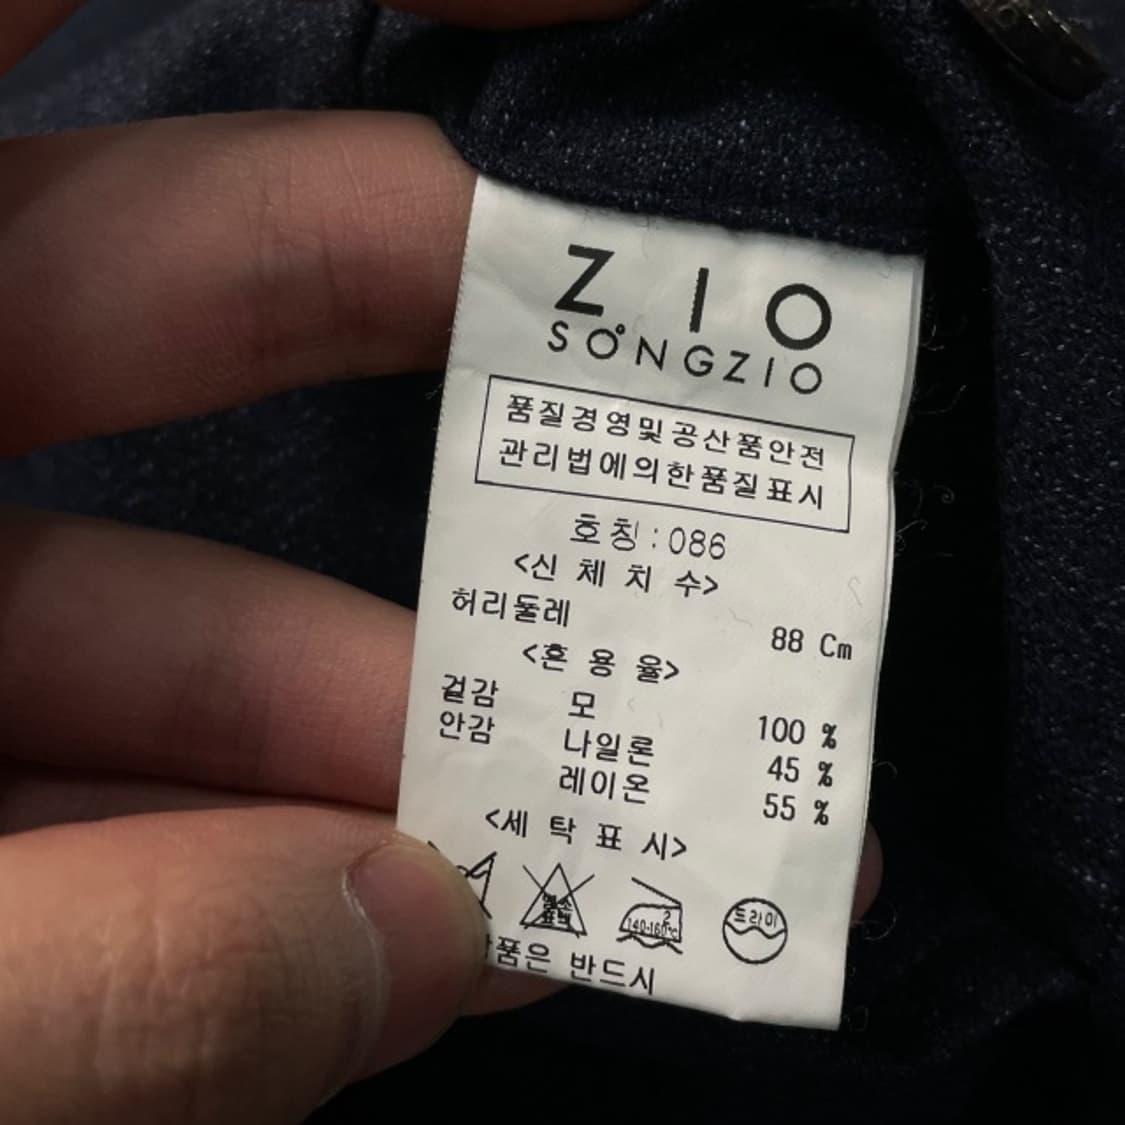 ZIO
SONGZIO
품질경영및공산품안전
관리법에의한품질표시
호칭:086
<신체치수>
허리둘레 88 Cm
<혼용율>
겉감 모 100 %
안감 나일론 45 %
레이온 55 %
<세탁표시>
염소
표백
2
140-160℃
드라이
품은 반드시